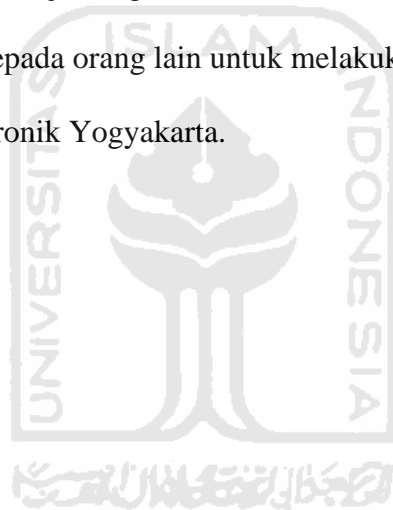 epada orang lain untuk melakuk
ronik Yogyakarta.
ISLAM
UNIVERSITAS
INDONESIA